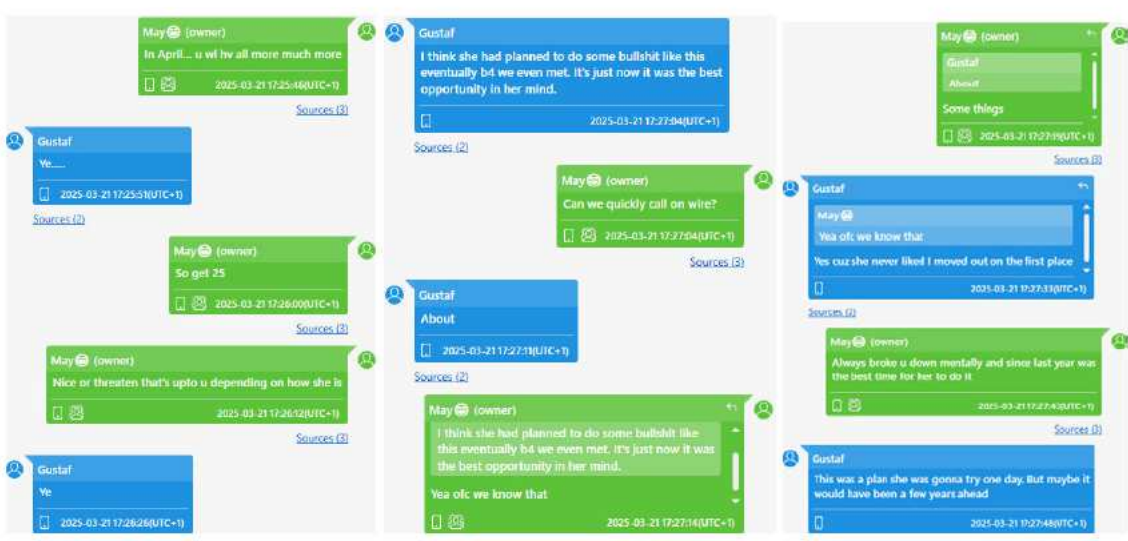 May😂 (owner)
In April... u wl hv all more much more
2025-03-21 17:25:46(UTC+1)
Sources (3)
Gustaf
Ye.....
2025-03-21 17:25:51(UTC+1)
Sources (2)
May😂 (owner)
So get 25
2025-03-21 17:26:00(UTC+1)
Sources (3)
May😂 (owner)
Nice or threaten that's upto u depending on how she is
2025-03-21 17:26:12(UTC+1)
Sources (3)
Gustaf
Ye
2025-03-21 17:26:26(UTC+1)
Gustaf
I think she had planned to do some bullshit like this
eventually b4 we even met. It's just now it was the best
opportunity in her mind.
2025-03-21 17:27:04(UTC+1)
Sources (2)
May😂 (owner)
Can we quickly call on wire?
2025-03-21 17:27:04(UTC+1)
Sources (3)
Gustaf
About
2025-03-21 17:27:11(UTC+1)
Sources (2)
May😂 (owner)
I think she had planned to do some bullshit like
this eventually b4 we even met. It's just now it was
the best opportunity in her mind.
Yea ofc we know that
2025-03-21 17:27:14(UTC+1)
May😂 (owner)
Gustaf
About
Some things
2025-03-21 17:27:19(UTC+1)
Sources (3)
Gustaf
May😂
Yea ofc we know that
Yes cuz she never liked I moved out on the first place
2025-03-21 17:27:33(UTC+1)
Sources (2)
May😂 (owner)
Always broke u down mentally and since last year was
the best time for her to do it
2025-03-21 17:27:43(UTC+1)
Sources (3)
Gustaf
This was a plan she was gonna try one day. But maybe it
would have been a few years ahead
2025-03-21 17:27:48(UTC+1)